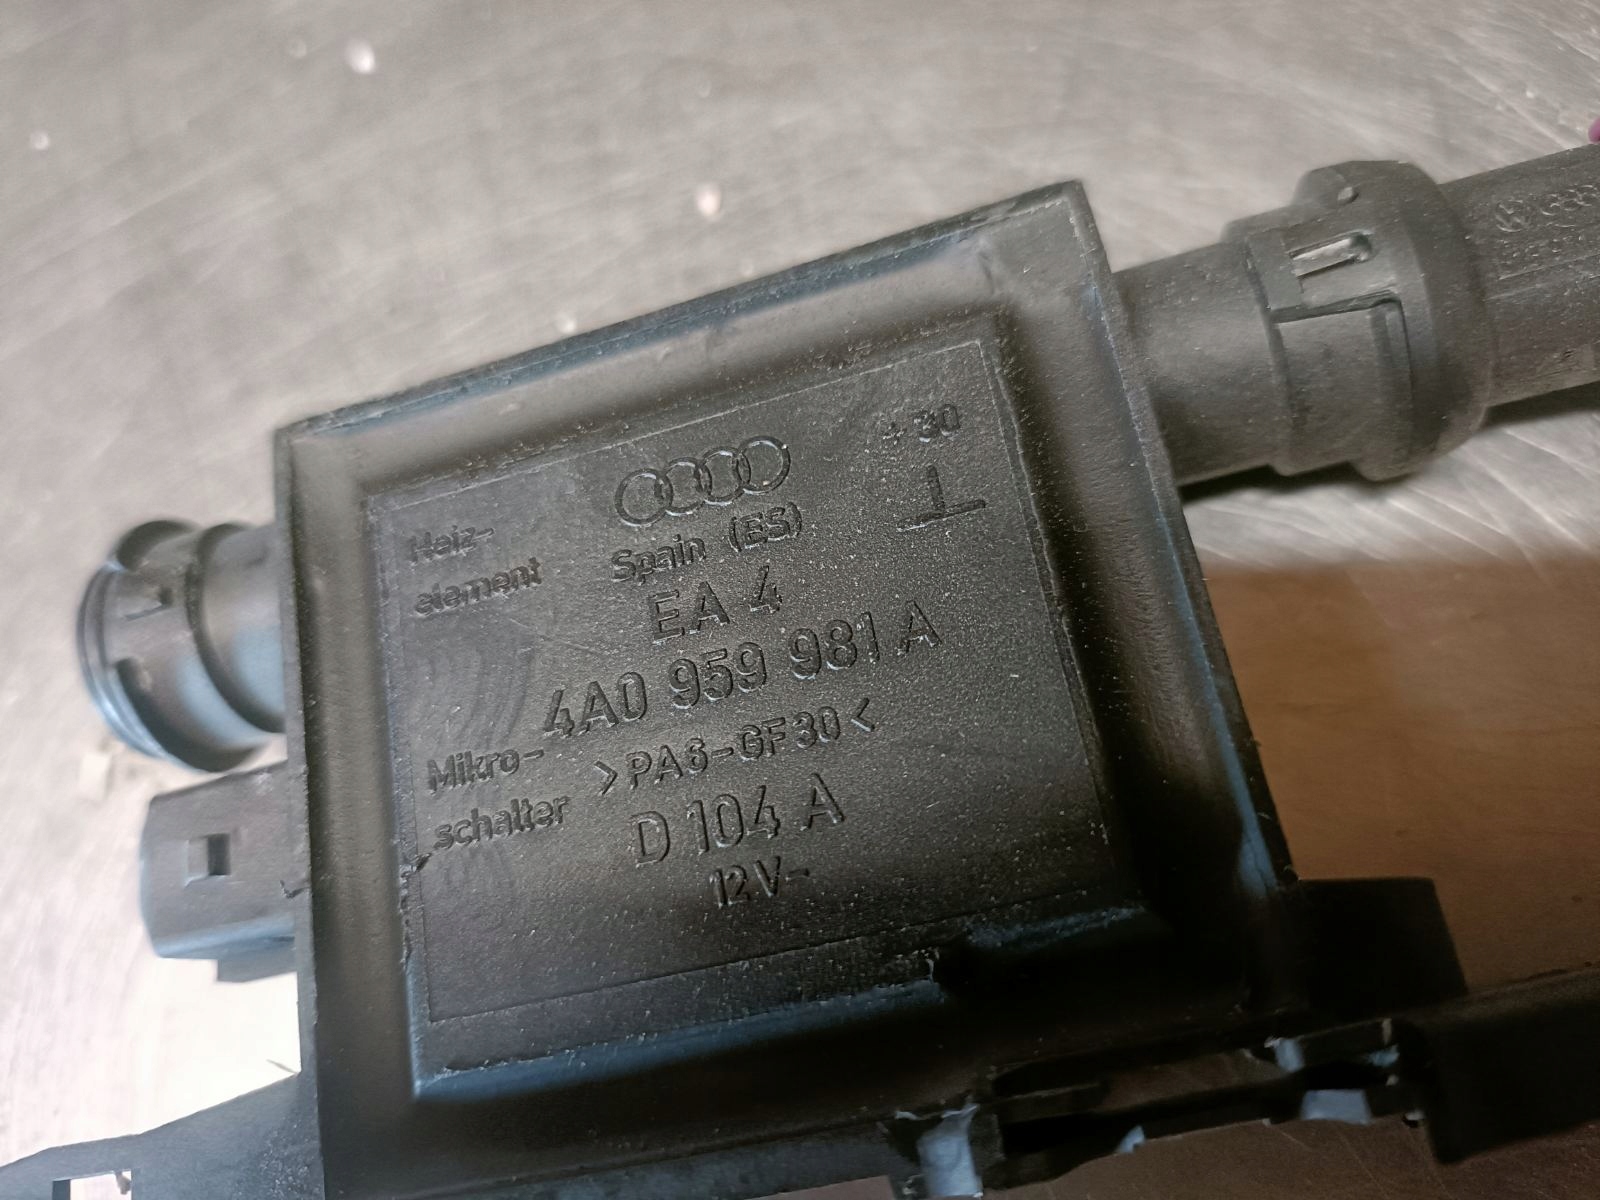 + 30
Heiz-
element
Spain (ES)
EA 4
4A0 959 981 A
Mikro-
schalter
>PA6-GF30<
D 104 A
12V-